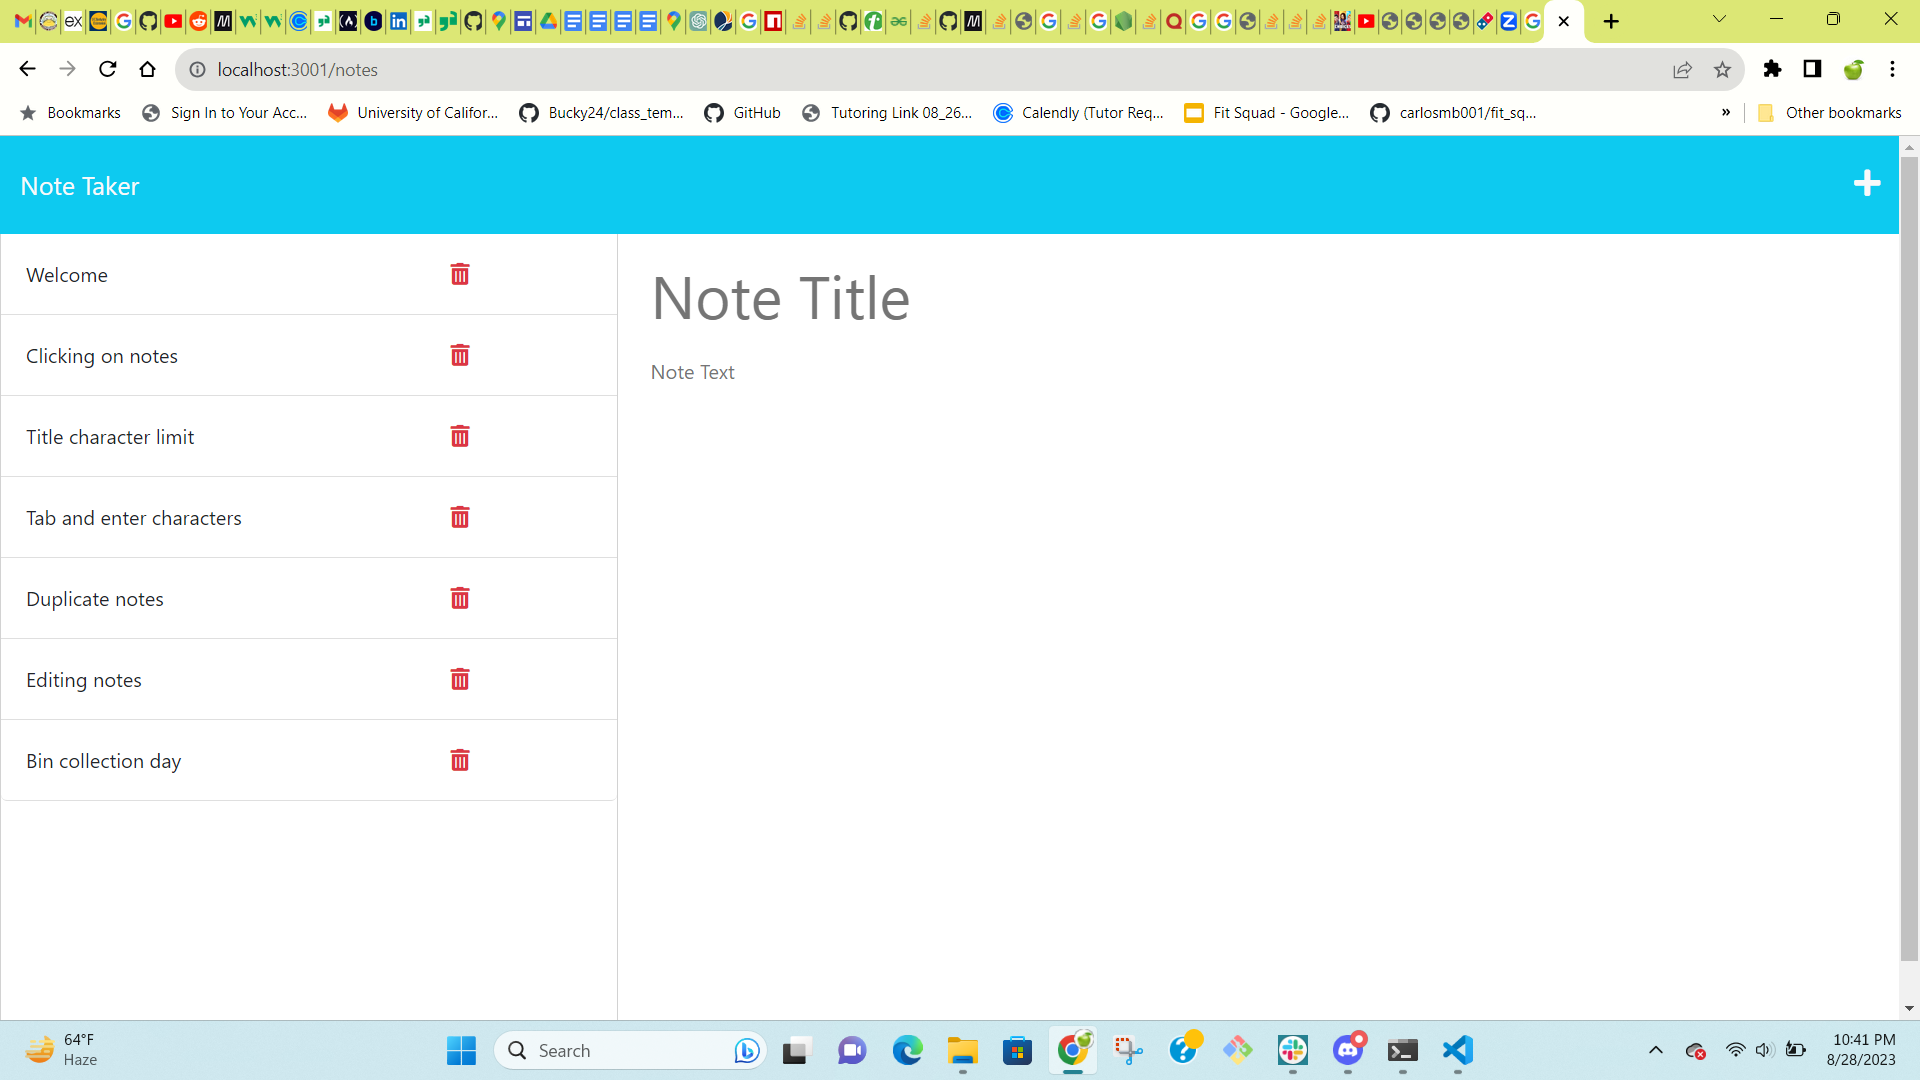 localhost:3001/notes
Bookmarks
Sign In to Your Acc...
University of Califor...
Bucky24/class_tem...
GitHub
Tutoring Link 08_26...
Calendly (Tutor Req...
Fit Squad - Google...
carlosmb001/fit_sq...
»
Other bookmarks
Note Taker
Welcome
Clicking on notes
Title character limit
Tab and enter characters
Duplicate notes
Editing notes
Bin collection day
Note Title
Note Text
64°F
Haze
Search
10:41 PM
8/28/2023